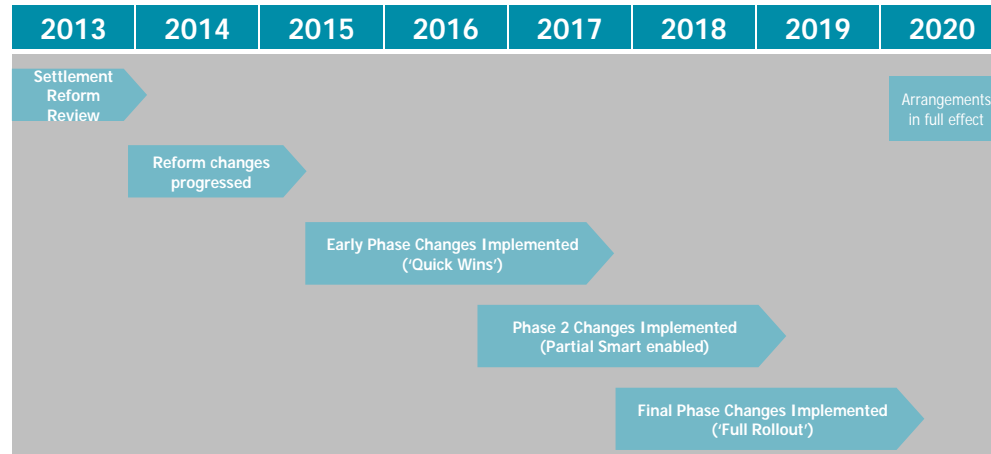 2013 2014 2015 2016 2017 2018 2019 2020
Settlement
Reform
Review
Arrangements
in full effect
Reform changes
progressed
Early Phase Changes Implemented
(‘Quick Wins’)
Phase 2 Changes Implemented
(Partial Smart enabled)
Final Phase Changes Implemented
(‘Full Rollout’)